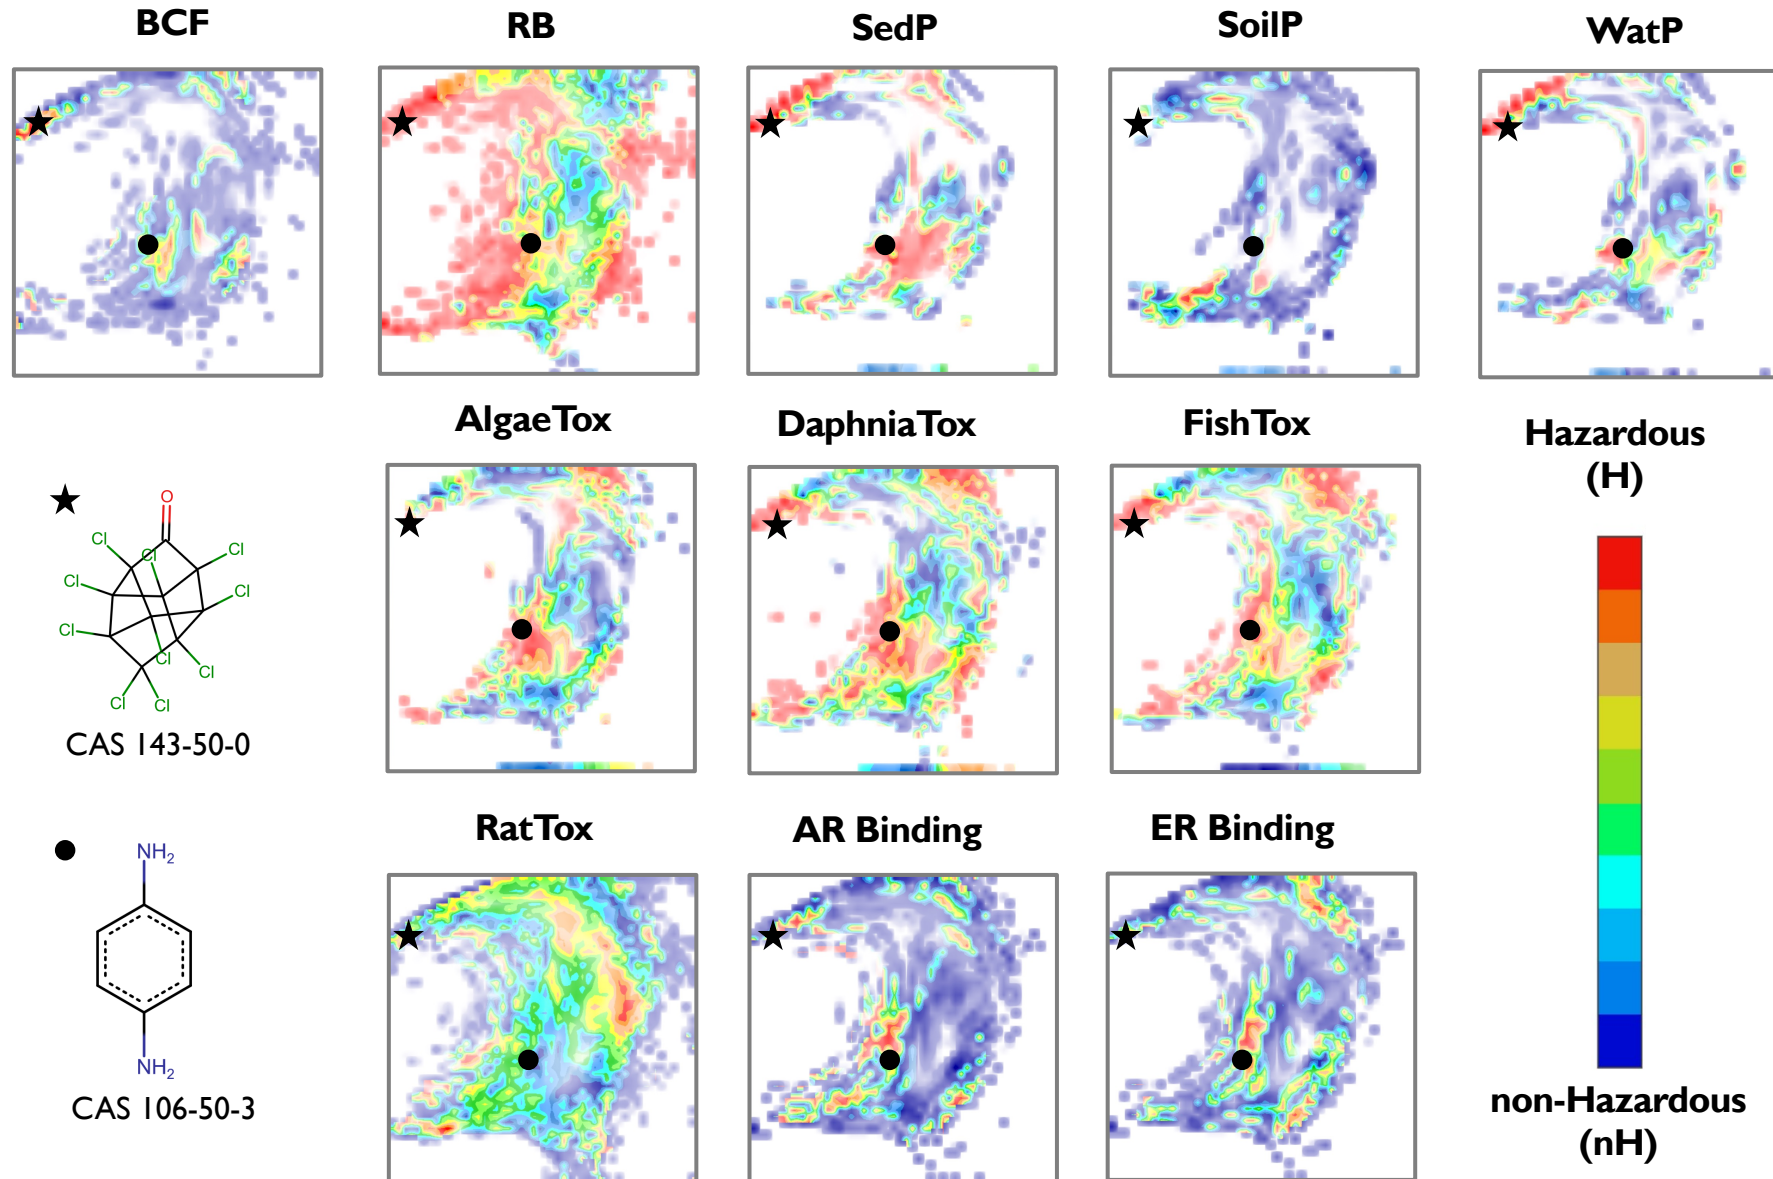 BCF
RB
SedP
SoilP
WatP
AlgaeTox
DaphniaTox
FishTox
Hazardous
(H)
O
Cl
Cl
Cl
Cl
Cl
Cl
Cl
Cl
Cl
Cl
CAS 143-50-0
RatTox
AR Binding
ER Binding
NH2
NH2
CAS 106-50-3
non-Hazardous
(nH)